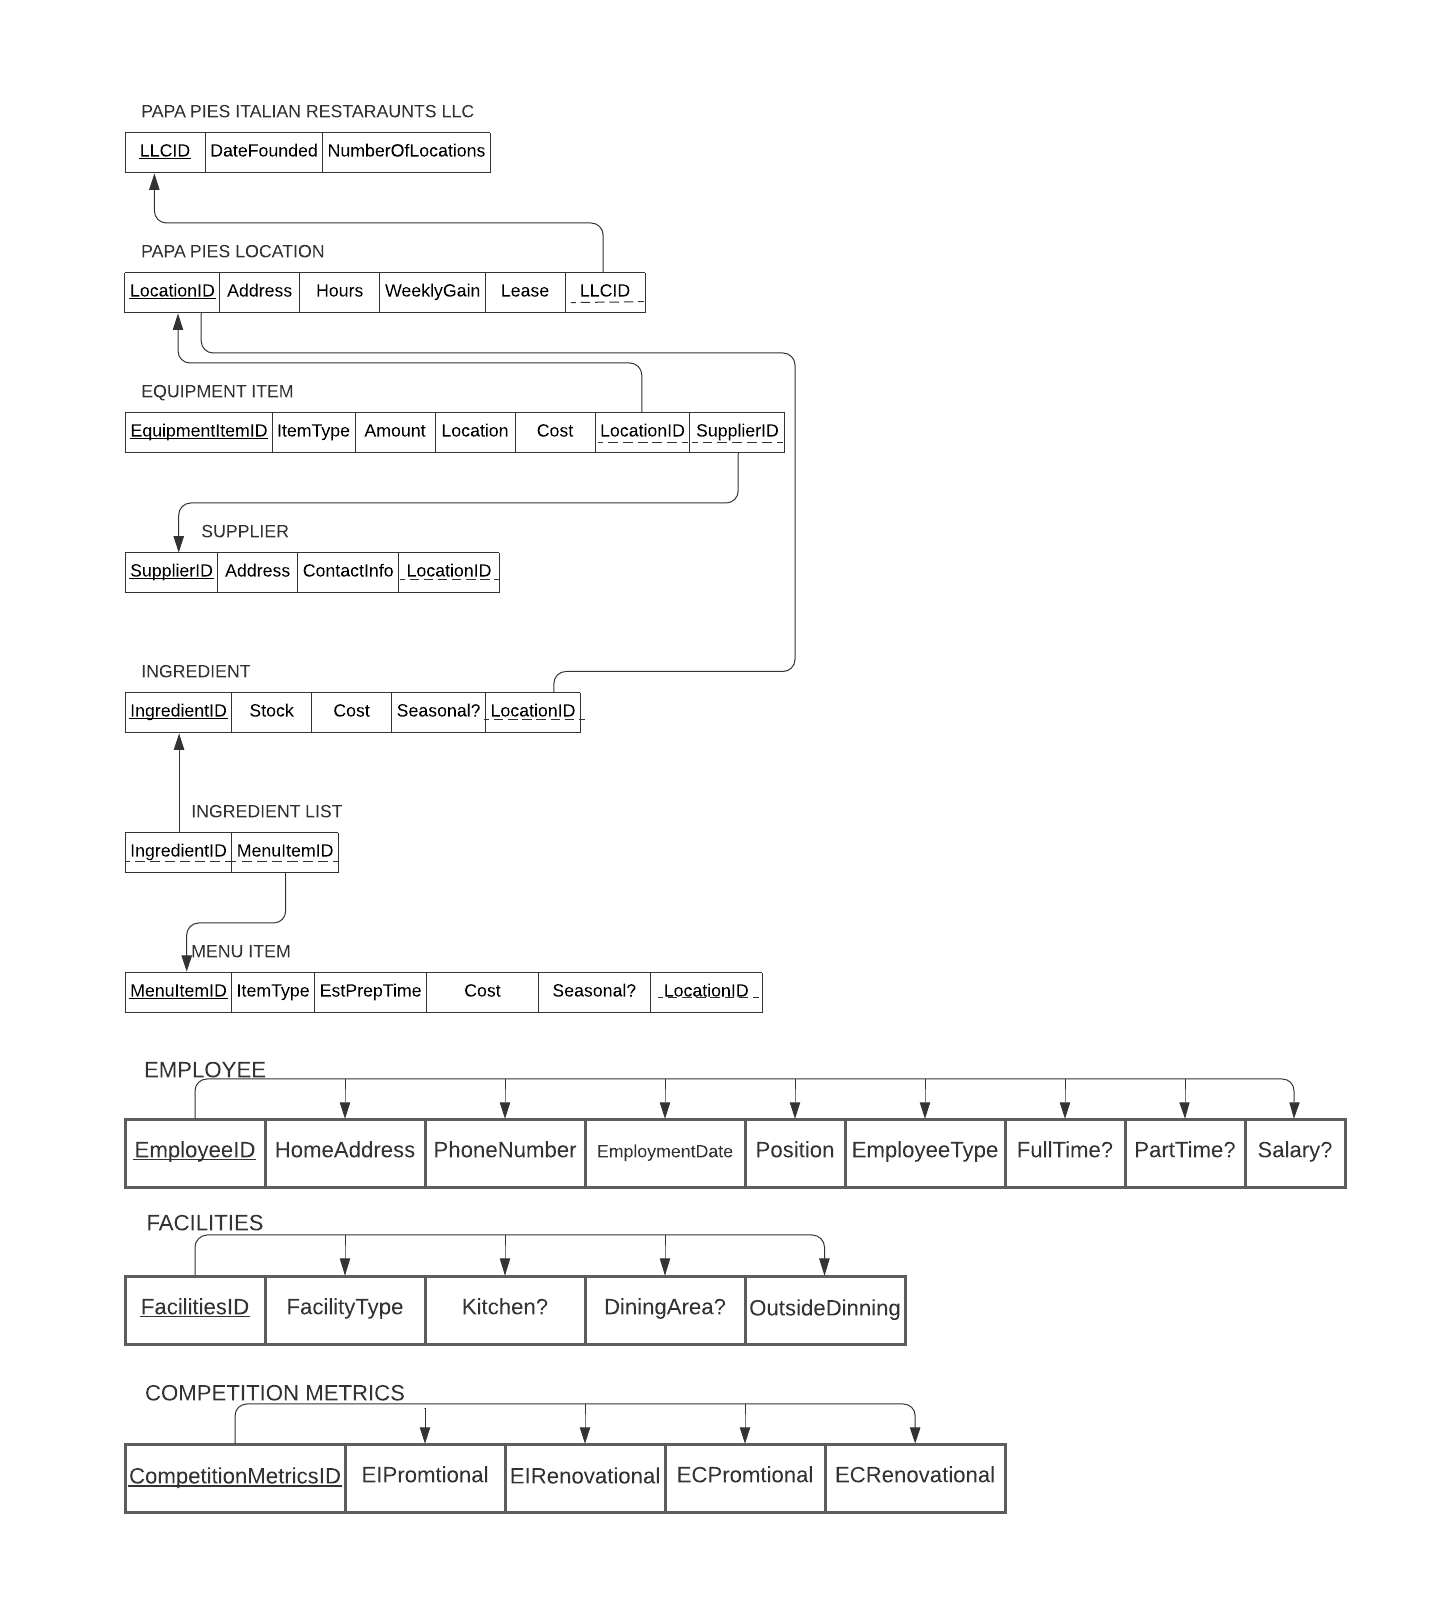 PAPA PIES ITALIAN RESTARAUNTS LLC
LLCID DateFounded NumberOfLocations
PAPA PIES LOCATION
LocationID Address Hours WeeklyGain Lease LLCID
EQUIPMENT ITEM
EquipmentItemID ItemType Amount Location Cost LocationID SupplierID
SUPPLIER
SupplierID Address ContactInfo LocationID
INGREDIENT
IngredientID Stock Cost Seasonal? LocationID
INGREDIENT LIST
IngredientID MenuItemID
MENU ITEM
MenuItemID ItemType EstPrepTime Cost Seasonal? LocationID
EMPLOYEE
EmployeeID HomeAddress PhoneNumber EmploymentDate Position EmployeeType FullTime? PartTime? Salary?
FACILITIES
FacilitiesID FacilityType Kitchen? DiningArea? OutsideDinning
COMPETITION METRICS
CompetitionMetricsID EIPromtional EIRenovational ECPromtional ECRenovational